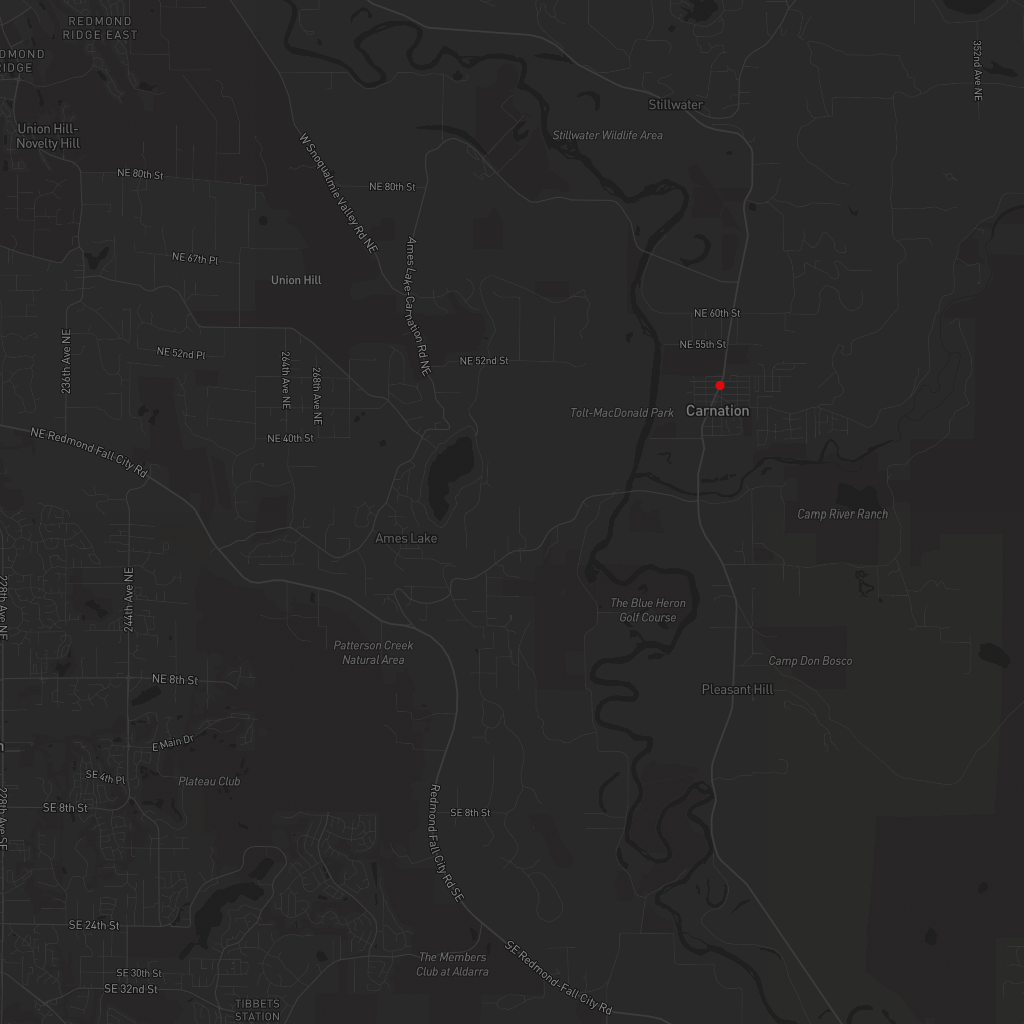 REDMOND
RIDGE EAST
352nd Ave NE
Stillwater
Union Hill-
Novelty Hill
Stillwater Wildlife Area
W Snoqualmie Valley Rd NE
NE 80th St
NE 80th St
Ames Lake-Carnation Rd NE
NE 67th Pl
Union Hill
NE 60th St
NE 55th St
236th Ave NE
NE 52nd Pl
264th Ave NE
268th Ave NE
NE 52nd St
Tolt-MacDonald Park
Carnation
NE Redmond Fall City Rd
NE 40th St
Camp River Ranch
Ames Lake
228th Ave NE
244th Ave NE
The Blue Heron
Golf Course
Patterson Creek
Natural Area
Camp Don Bosco
NE 8th St
Pleasant Hill
E Main Dr
SE 4th Pl
Plateau Club
228th Ave SE
SE 8th St
Redmond Fall City Rd SE
SE 8th St
SE 24th St
The Members
Club at Aldarra
SE Redmond-Fall City Rd
SE 30th St
SE 32nd St
TIBBETS
STATION